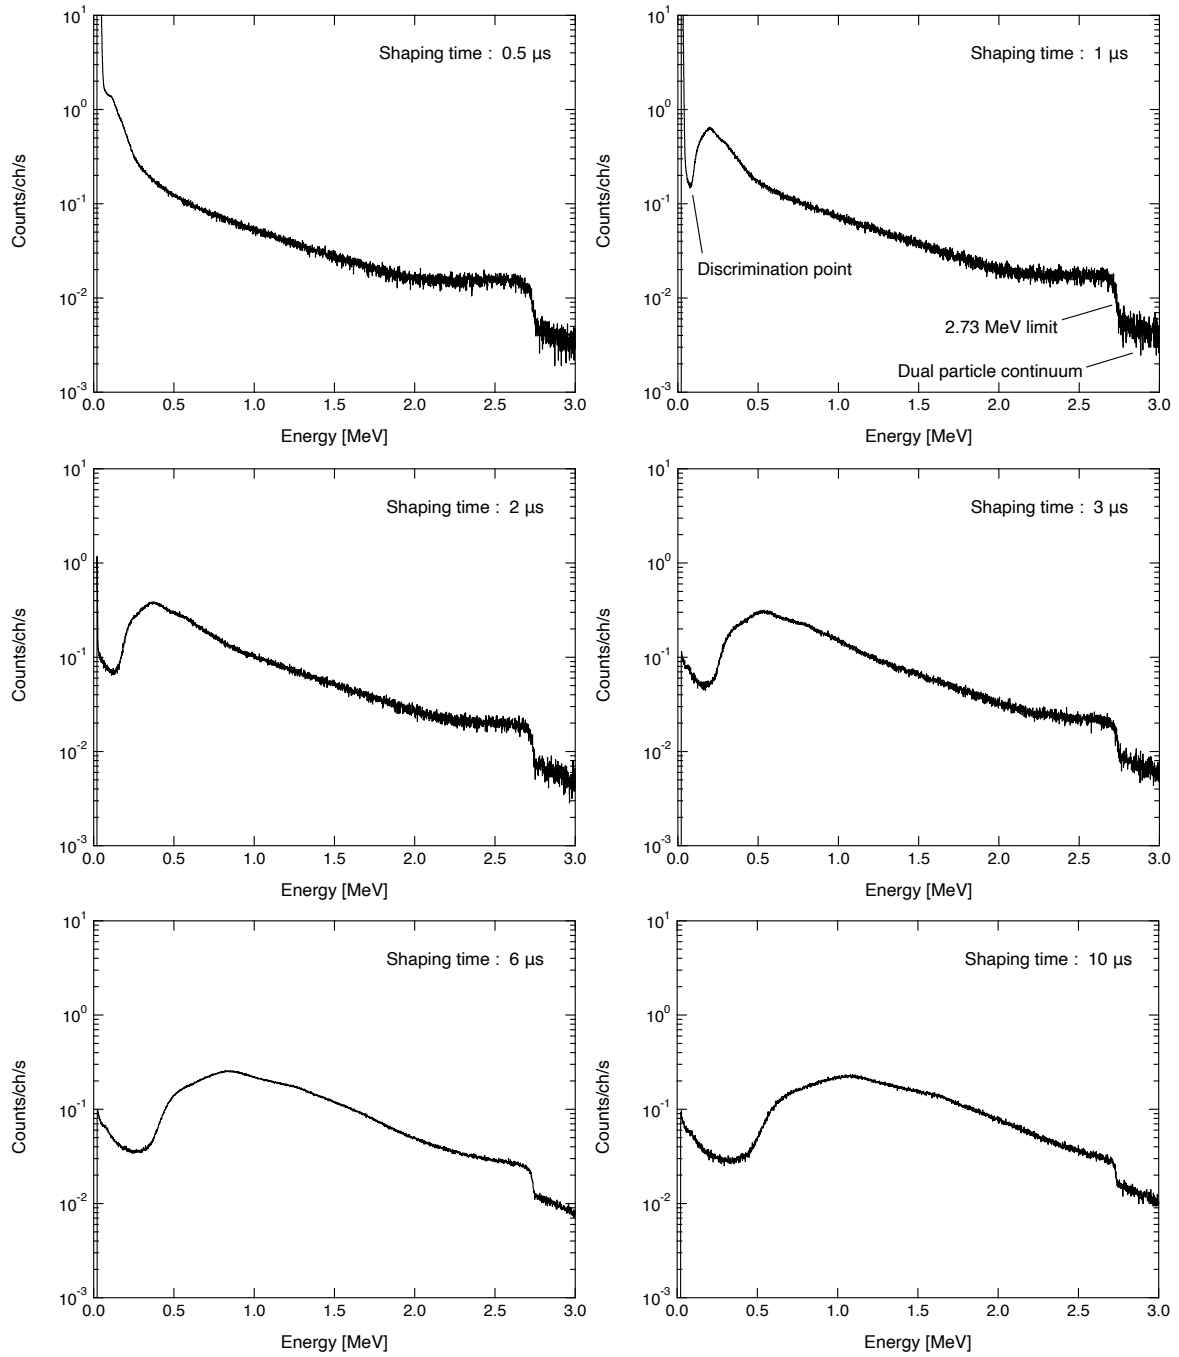 Shaping time : 0.5 µs
10^1
10^0
10^-1
10^-2
10^-3
Counts/ch/s
0.0 0.5 1.0 1.5 2.0 2.5 3.0
Energy [MeV]
Shaping time : 1 µs
10^1
10^0
10^-1
10^-2
10^-3
Counts/ch/s
Discrimination point
2.73 MeV limit
Dual particle continuum
0.0 0.5 1.0 1.5 2.0 2.5 3.0
Energy [MeV]
Shaping time : 2 µs
10^1
10^0
10^-1
10^-2
10^-3
Counts/ch/s
0.0 0.5 1.0 1.5 2.0 2.5 3.0
Energy [MeV]
Shaping time : 3 µs
10^1
10^0
10^-1
10^-2
10^-3
Counts/ch/s
0.0 0.5 1.0 1.5 2.0 2.5 3.0
Energy [MeV]
Shaping time : 6 µs
10^1
10^0
10^-1
10^-2
10^-3
Counts/ch/s
0.0 0.5 1.0 1.5 2.0 2.5 3.0
Energy [MeV]
Shaping time : 10 µs
10^1
10^0
10^-1
10^-2
10^-3
Counts/ch/s
0.0 0.5 1.0 1.5 2.0 2.5 3.0
Energy [MeV]